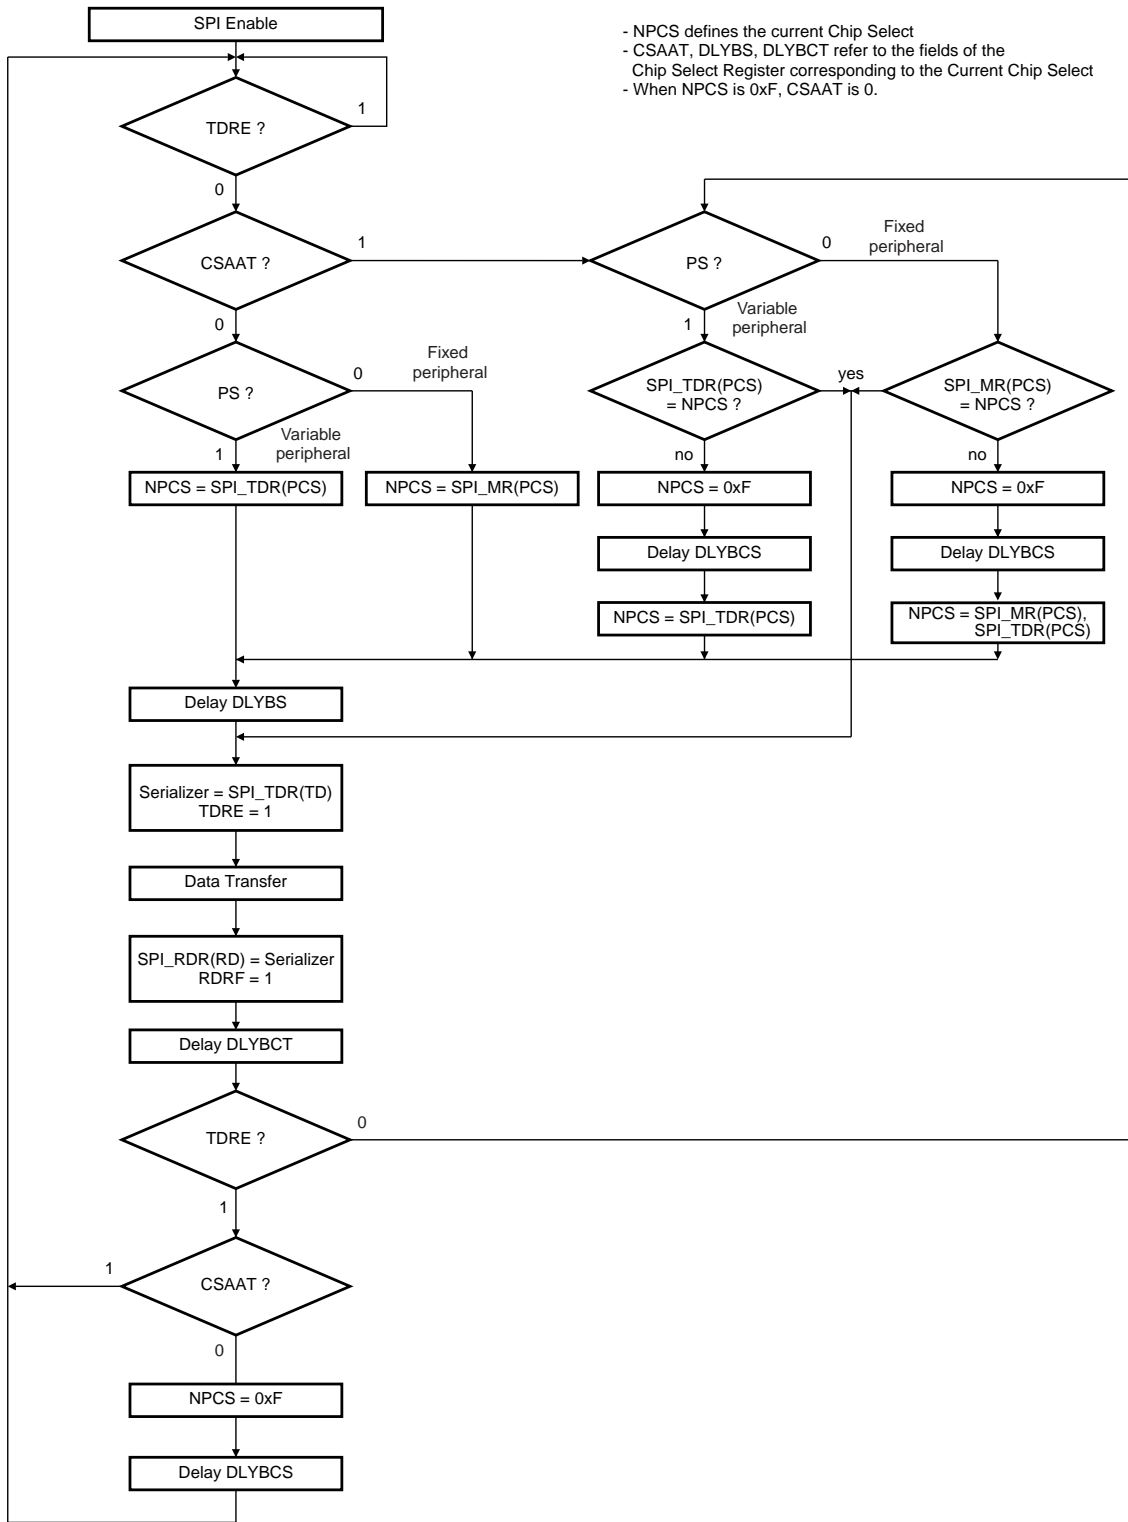 SPI Enable
- NPCS defines the current Chip Select
- CSAAT, DLYBS, DLYBCT refer to the fields of the
Chip Select Register corresponding to the Current Chip Select
- When NPCS is 0xF, CSAAT is 0.
TDRE ?
1
0
CSAAT ?
1
0
PS ?
0
Fixed
peripheral
1
Variable
peripheral
NPCS = SPI_TDR(PCS)
NPCS = SPI_MR(PCS)
PS ?
0
Fixed
peripheral
1
Variable
peripheral
SPI_TDR(PCS)
= NPCS ?
yes
SPI_MR(PCS)
= NPCS ?
no
NPCS = 0xF
Delay DLYBCS
NPCS = SPI_TDR(PCS)
no
NPCS = 0xF
Delay DLYBCS
NPCS = SPI_MR(PCS),
SPI_TDR(PCS)
Delay DLYBS
Serializer = SPI_TDR(TD)
TDRE = 1
Data Transfer
SPI_RDR(RD) = Serializer
RDRF = 1
Delay DLYBCT
TDRE ?
0
1
CSAAT ?
1
0
NPCS = 0xF
Delay DLYBCS